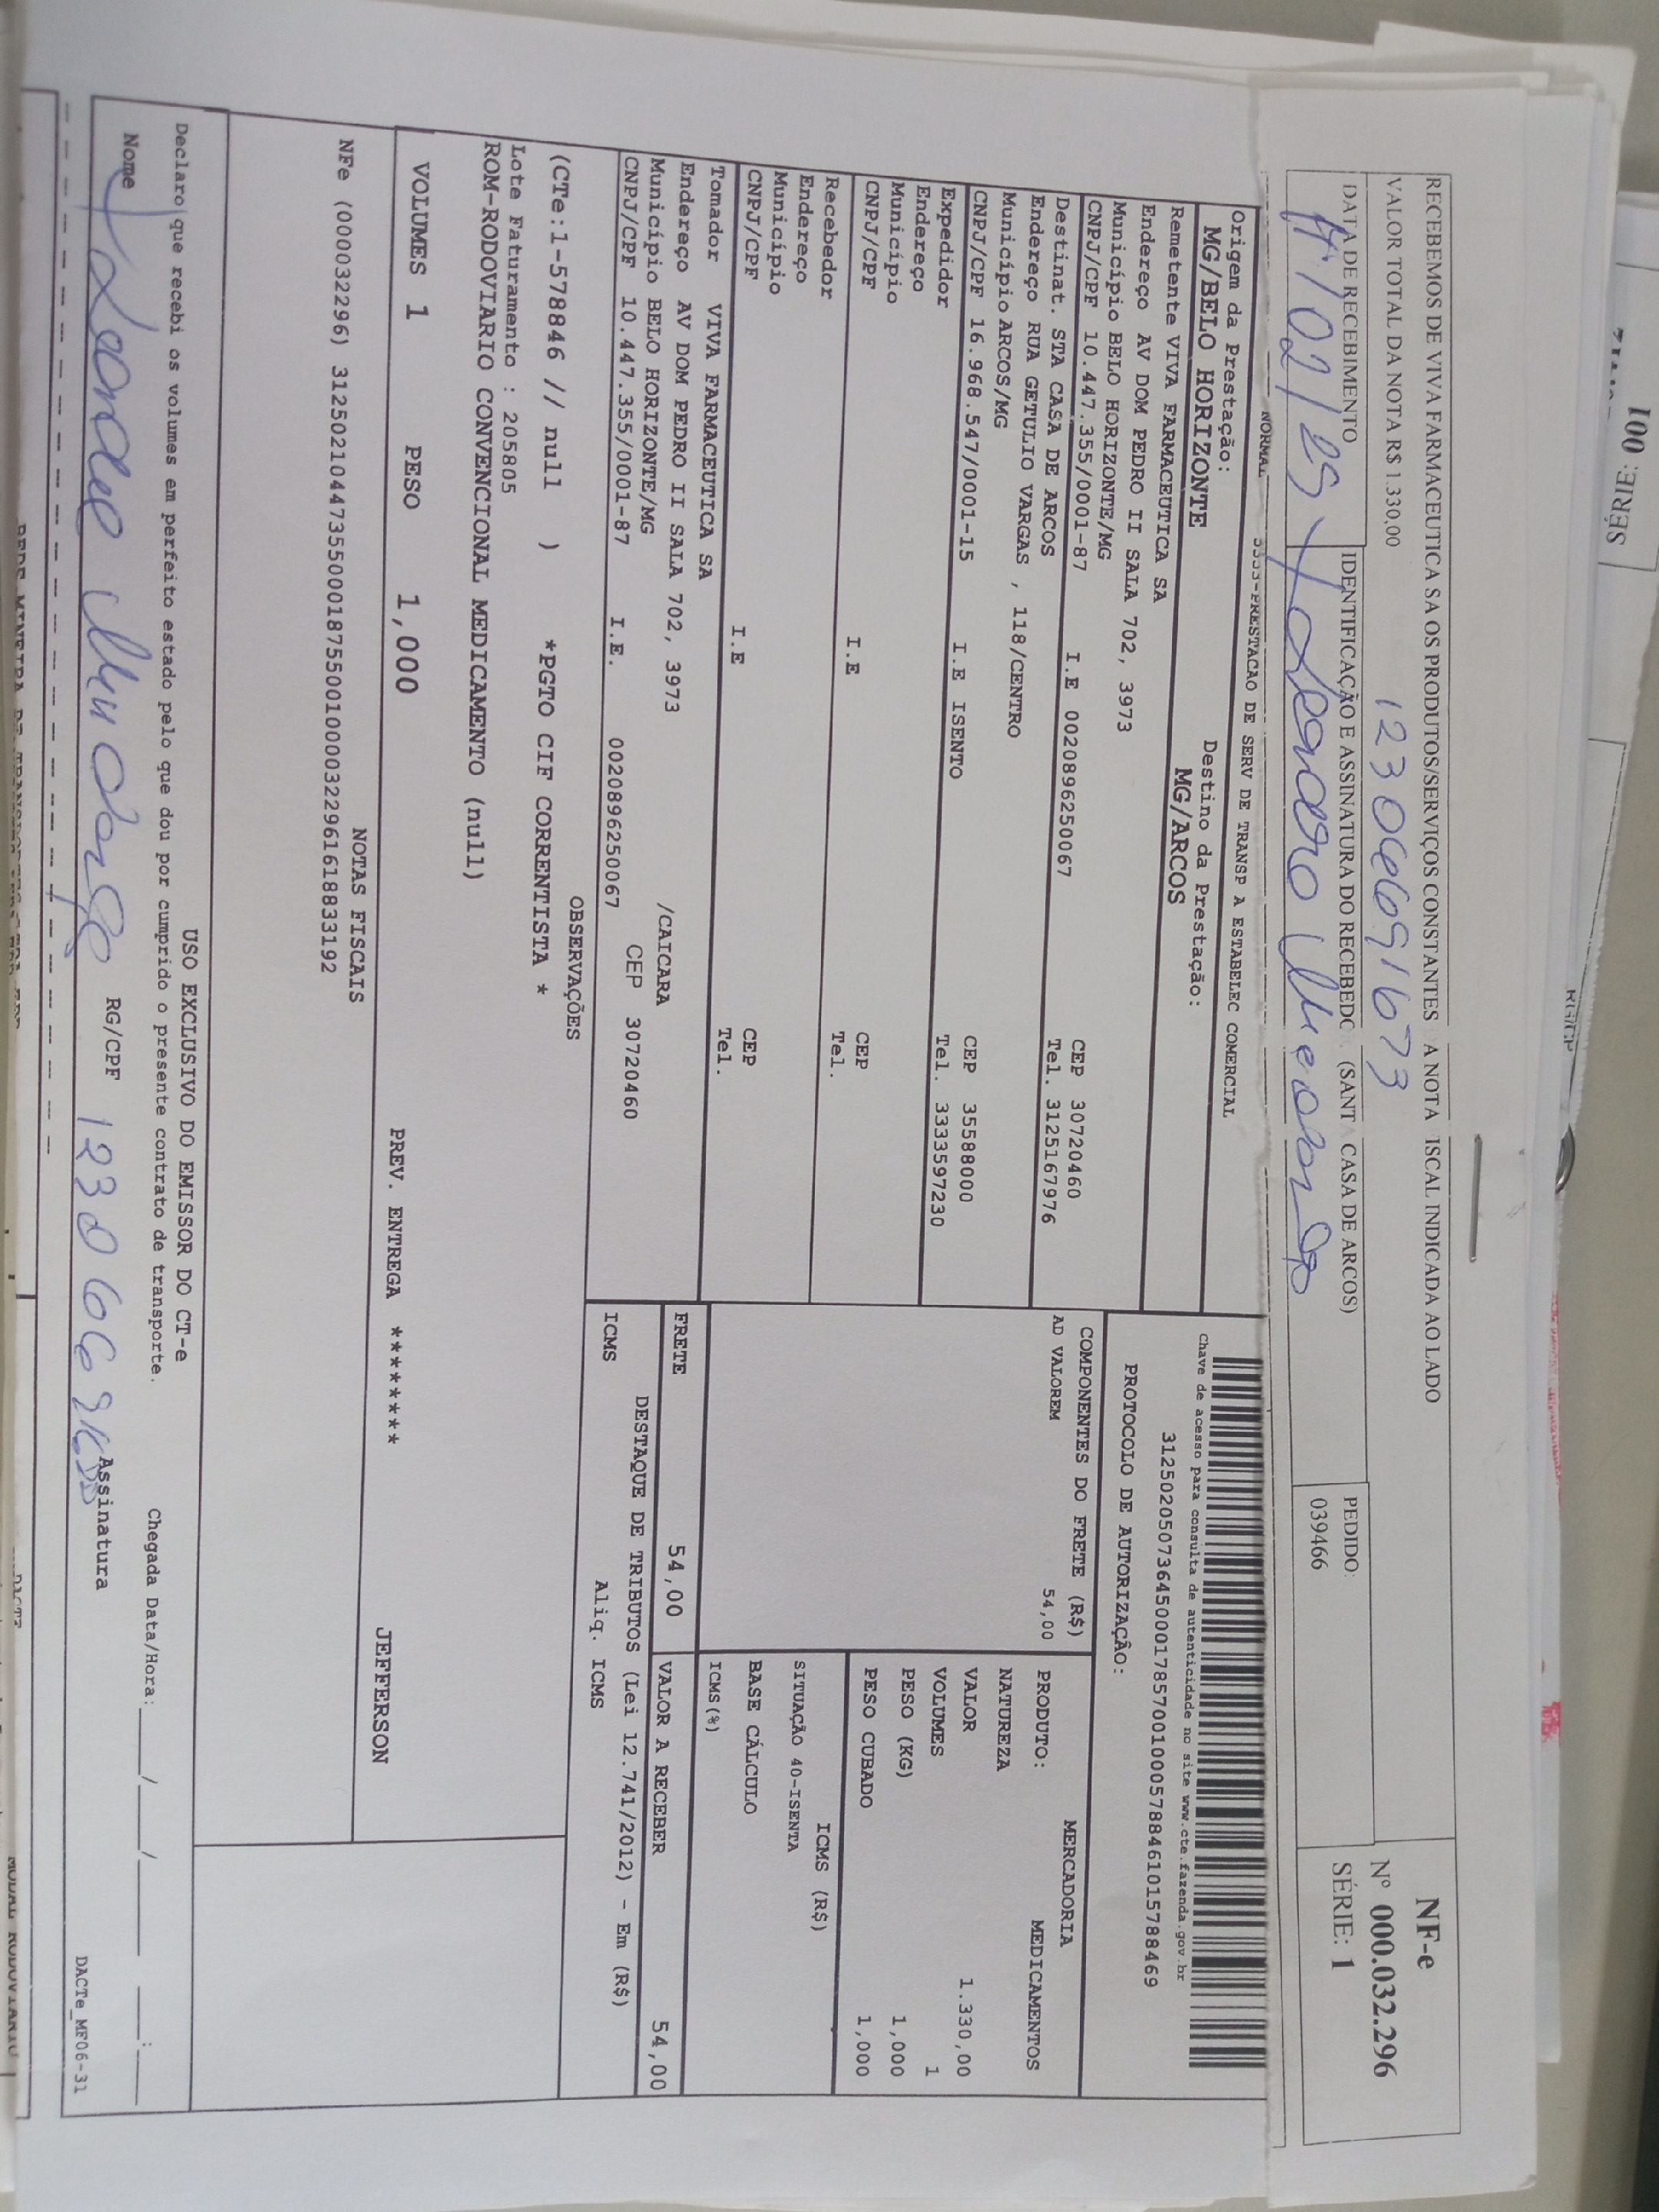 SÉRIE: 001
RECEBEMOS DE VIVA FARMACEUTICA SA OS PRODUTOS/SERVIÇOS CONSTANTES A NOTA ISCAL INDICADA AO LADO
NF-e
Nº 000.032.296
SÉRIE: 1
VALOR TOTAL DA NOTA R$ 1.330,00
12306691673
DATA DE RECEBIMENTO
IDENTIFICAÇÃO E ASSINATURA DO RECEBEDO (SANT CASA DE ARCOS)
PEDIDO:
039466
NORMAL 5353-PRESTACAO DE SERV DE TRANSP A ESTABELEC COMERCIAL
Origem da Prestação:
MG/BELO HORIZONTE
Destino da Prestação:
MG/ARCOS
Remetente VIVA FARMACEUTICA SA
Endereço AV DOM PEDRO II SALA 702, 3973
Município BELO HORIZONTE/MG CEP 30720460
CNPJ/CPF 10.447.355/0001-87 I.E 0020896250067 Tel. 3125167976
Destinat. STA CASA DE ARCOS
Endereço RUA GETULIO VARGAS , 118/CENTRO
Município ARCOS/MG CEP 35588000
CNPJ/CPF 16.968.547/0001-15 I.E ISENTO Tel. 3333597230
Expedidor
Endereço
Município CEP
CNPJ/CPF I.E Tel.
Recebedor
Endereço
Município CEP
CNPJ/CPF I.E Tel.
Tomador VIVA FARMACEUTICA SA
Endereço AV DOM PEDRO II SALA 702, 3973 /CAICARA
Município BELO HORIZONTE/MG CEP 30720460
CNPJ/CPF 10.447.355/0001-87 I.E. 0020896250067
Chave de acesso para consulta de autenticidade no site www.cte.fazenda.gov.br
31250205073645000178570010005788461015788469
PROTOCOLO DE AUTORIZAÇÃO:
COMPONENTES DO FRETE (R$)
AD VALOREM 54,00
MERCADORIA
PRODUTO: MEDICAMENTOS
NATUREZA
VALOR 1.330,00
VOLUMES 1
PESO (KG) 1,000
PESO CUBADO 1,000
ICMS (R$)
SITUAÇÃO 40-ISENTA
BASE CÁLCULO
ICMS(%)
FRETE 54,00
VALOR A RECEBER 54,00
DESTAQUE DE TRIBUTOS (Lei 12.741/2012) - Em (R$)
ICMS Aliq. ICMS
OBSERVAÇÕES
(CTe:1-578846 // null ) *PGTO CIF CORRENTISTA *
Lote Faturamento : 205805
ROM-RODOVIARIO CONVENCIONAL MEDICAMENTO (null)
VOLUMES 1 PESO 1,000 PREV. ENTREGA ******** JEFFERSON
NOTAS FISCAIS
NFe (000032296) 31250210447355000187550010000322961618833192
USO EXCLUSIVO DO EMISSOR DO CT-e
Declaro que recebi os volumes em perfeito estado pelo que dou por cumprido o presente contrato de transporte. Chegada Data/Hora: ___/___/_____ ___:___
Nome RG/CPF Assinatura
DACTe_MF06-31